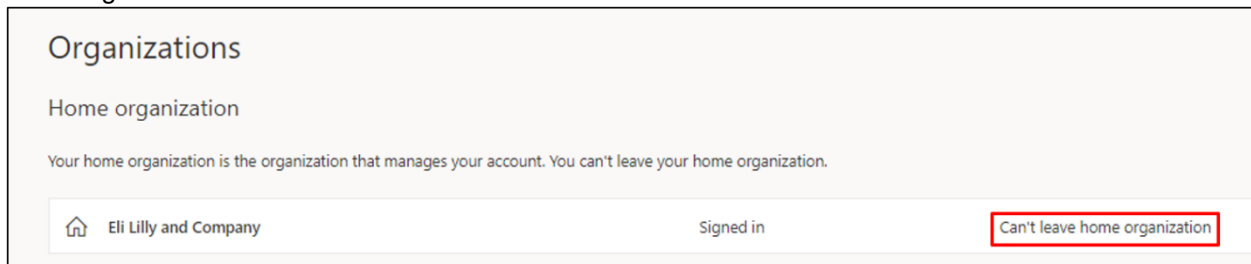 Organizations
Home organization
Your home organization is the organization that manages your account. You can't leave your home organization.
Eli Lilly and Company Signed in Can't leave home organization